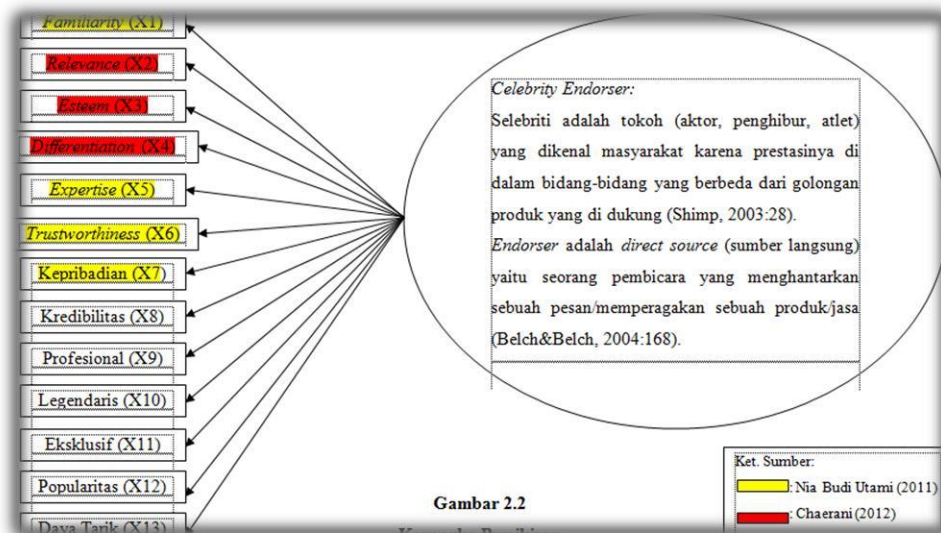 Familiarity (X1)
Relevance (X2)
Esteem (X3)
Differentiation (X4)
Expertise (X5)
Trustworthiness (X6)
Kepribadian (X7)
Kredibilitas (X8)
Profesional (X9)
Legendaris (X10)
Eksklusif (X11)
Popularitas (X12)
Daya Tarik (X13)
Celebrity Endorser:
Selebriti adalah tokoh (aktor, penghibur, atlet)
yang dikenal masyarakat karena prestasinya di
dalam bidang-bidang yang berbeda dari golongan
produk yang di dukung (Shimp, 2003:28).
Endorser adalah direct source (sumber langsung)
yaitu seorang pembicara yang menghantarkan
sebuah pesan/memperagakan sebuah produk/jasa
(Belch&Belch, 2004:168).
Gambar 2.2
Ket. Sumber:
: Nia Budi Utami (2011)
: Chaerani (2012)